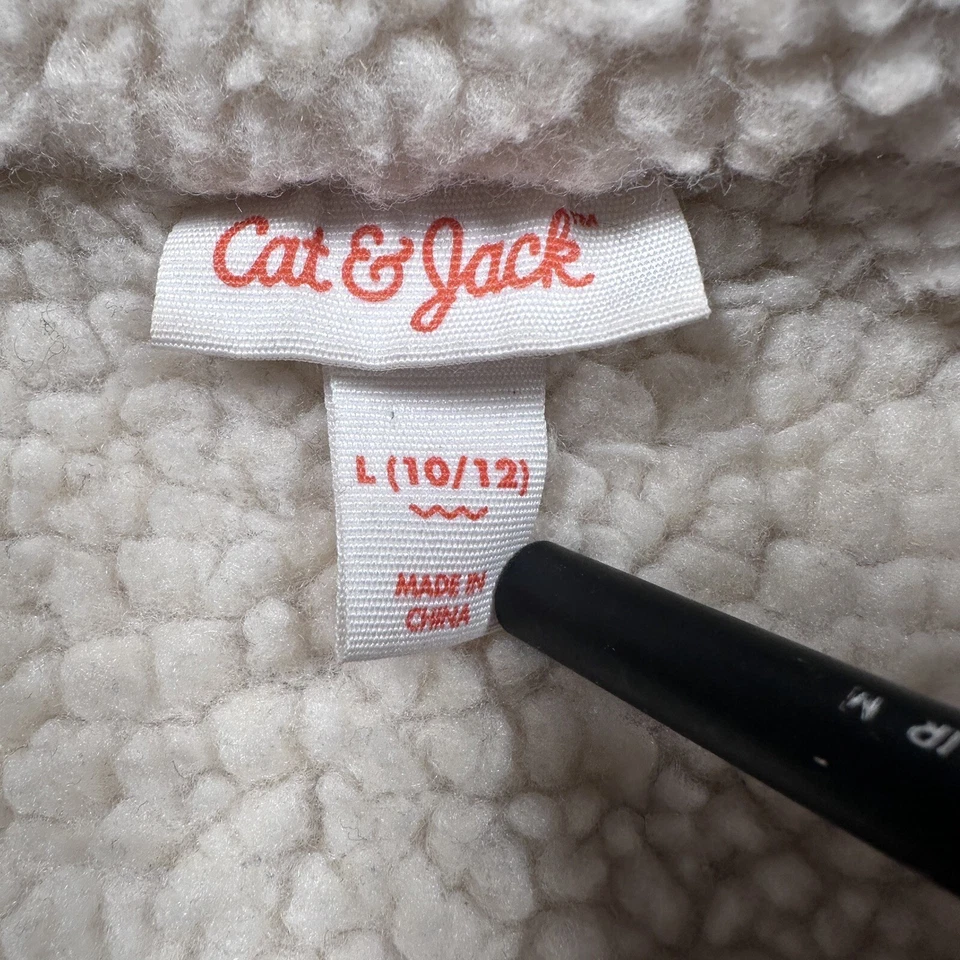 Cat & Jack™
L (10/12)
MADE IN
CHINA